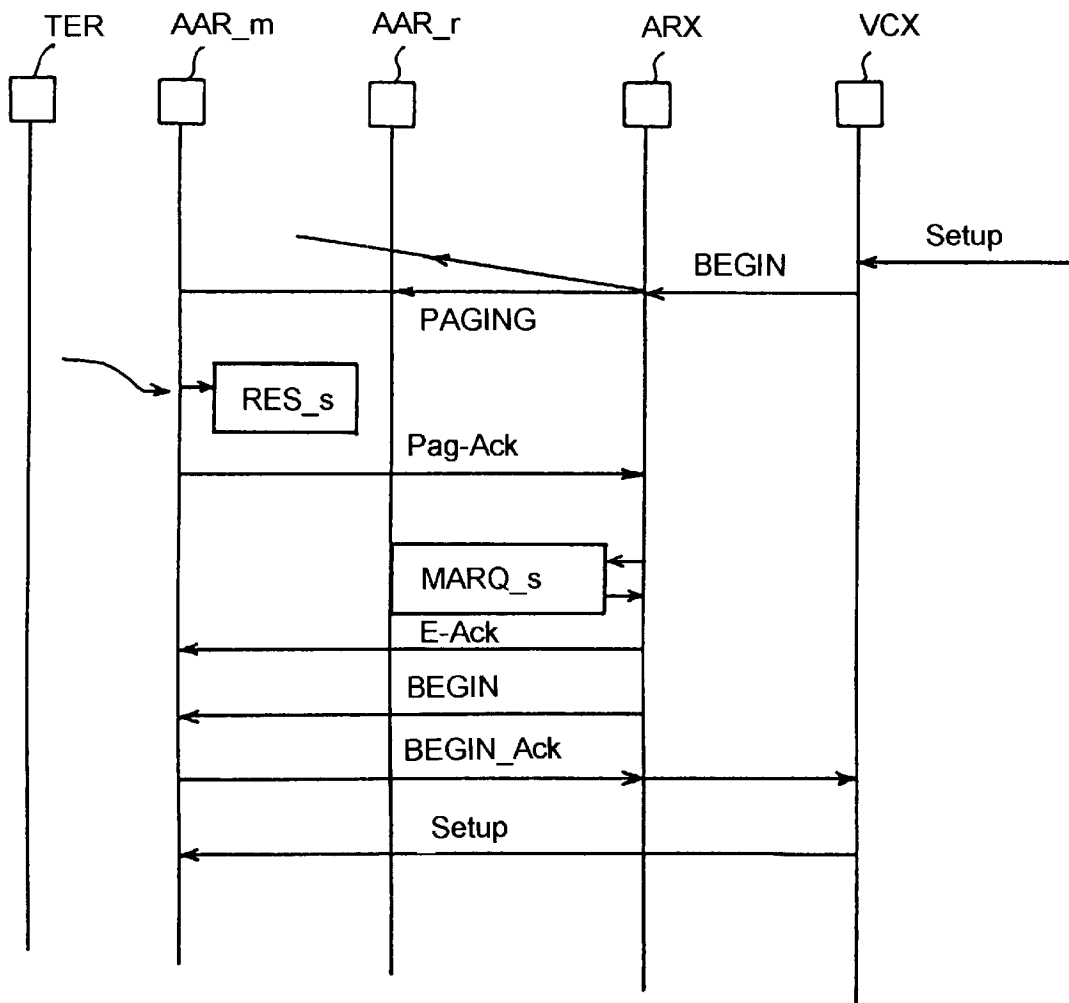 TER AAR_m AAR_r ARX VCX
Setup
BEGIN
PAGING
RES_s
Pag-Ack
MARQ_s
E-Ack
BEGIN
BEGIN_Ack
Setup